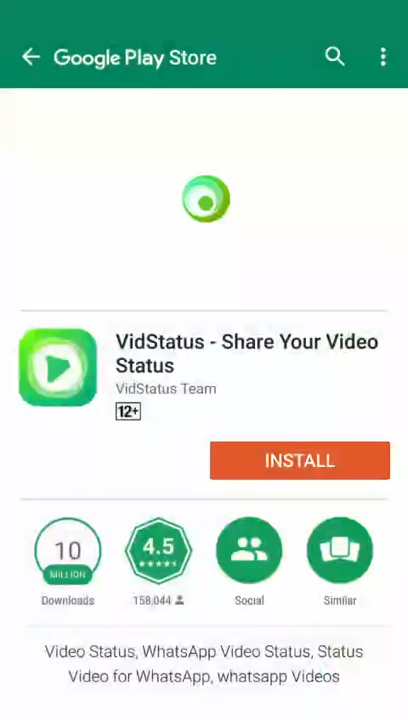 Google Play Store
VidStatus - Share Your Video
Status
VidStatus Team
12+
INSTALL
10
MILLION
4.5
Downloads
158,044
Social
Similar
Video Status, WhatsApp Video Status, Status
Video for WhatsApp, whatsapp Videos